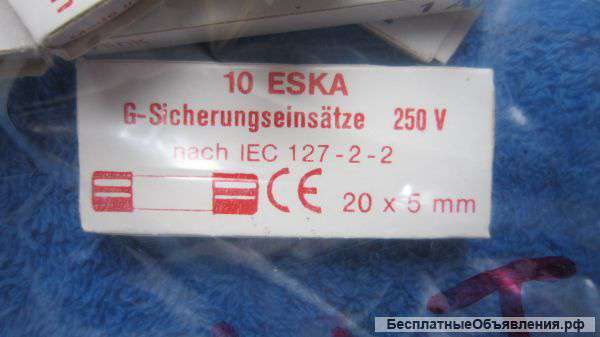 10 ESKA
G-Sicherungseinsätze 250 V
nach IEC 127-2-2
CE 20 x 5 mm
БесплатныеОбъявления.рф